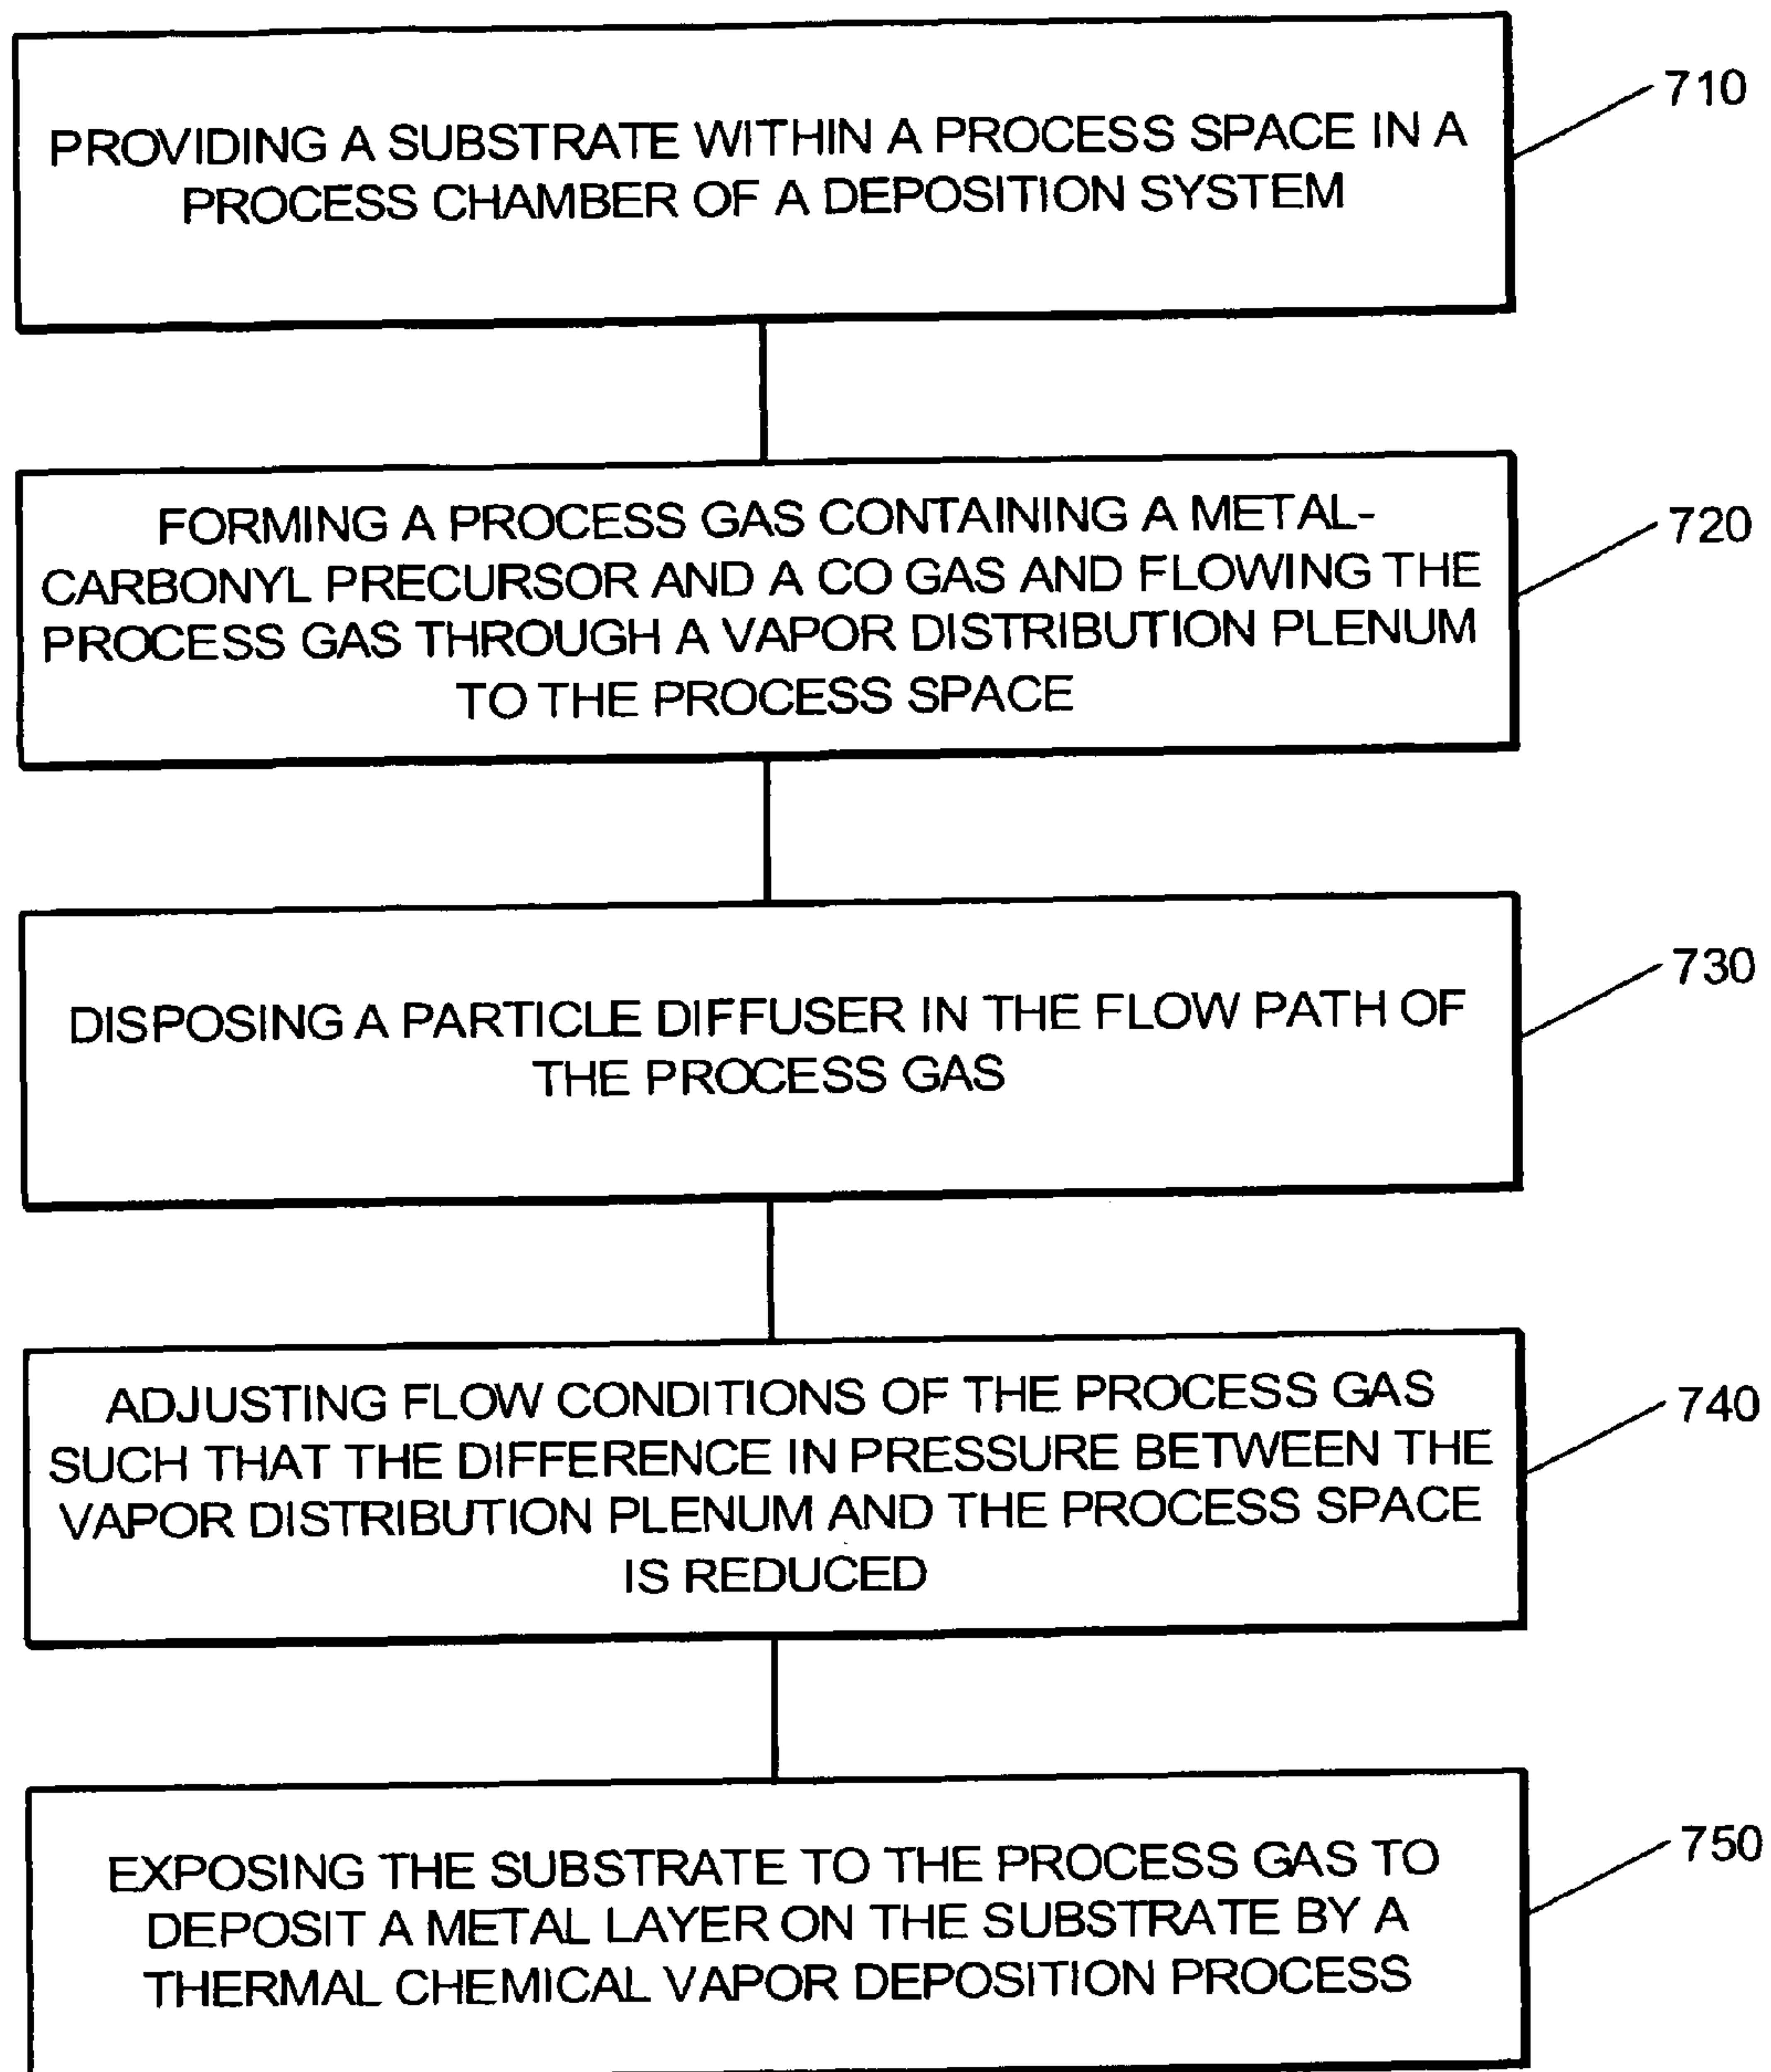 PROVIDING A SUBSTRATE WITHIN A PROCESS SPACE IN A
PROCESS CHAMBER OF A DEPOSITION SYSTEM
710
FORMING A PROCESS GAS CONTAINING A METAL-
CARBONYL PRECURSOR AND A CO GAS AND FLOWING THE
PROCESS GAS THROUGH A VAPOR DISTRIBUTION PLENUM
TO THE PROCESS SPACE
720
DISPOSING A PARTICLE DIFFUSER IN THE FLOW PATH OF
THE PROCESS GAS
730
ADJUSTING FLOW CONDITIONS OF THE PROCESS GAS
SUCH THAT THE DIFFERENCE IN PRESSURE BETWEEN THE
VAPOR DISTRIBUTION PLENUM AND THE PROCESS SPACE
IS REDUCED
740
EXPOSING THE SUBSTRATE TO THE PROCESS GAS TO
DEPOSIT A METAL LAYER ON THE SUBSTRATE BY A
THERMAL CHEMICAL VAPOR DEPOSITION PROCESS
750